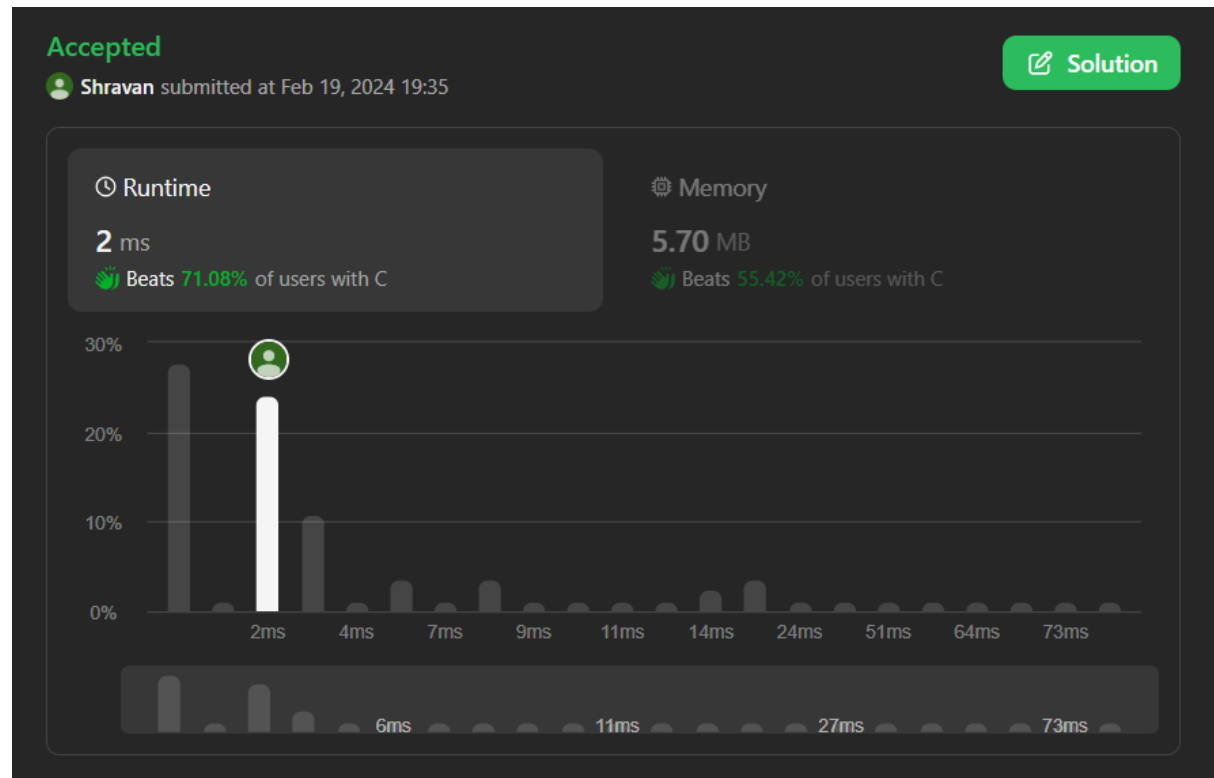 Accepted
Solution
Shravan submitted at Feb 19, 2024 19:35
Runtime
2 ms
Beats 71.08% of users with C
Memory
5.70 MB
Beats 55.42% of users with C
30%
20%
10%
0%
2ms 4ms 7ms 9ms 11ms 14ms 24ms 51ms 64ms 73ms
6ms 11ms 27ms 73ms